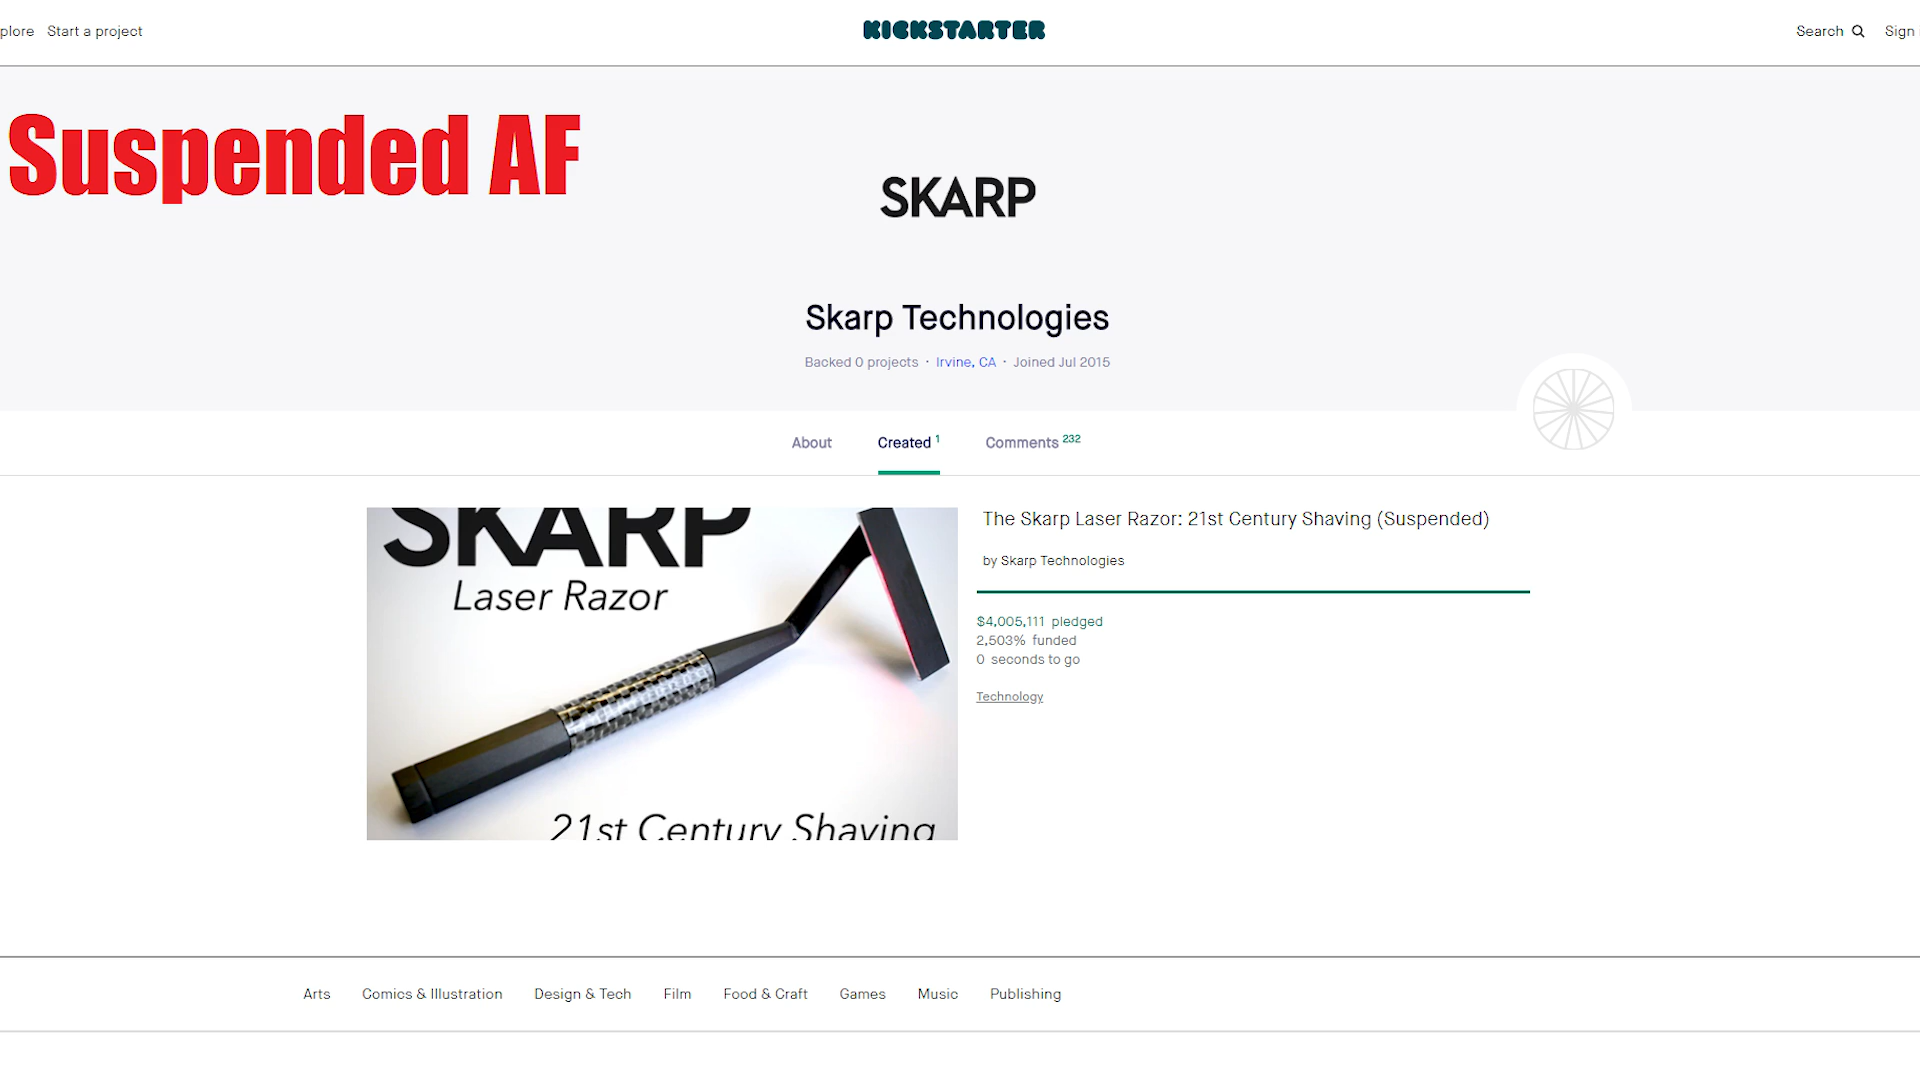 plore Start a project KICKSTARTER Search Sign
Suspended AF
SKARP
Skarp Technologies
Backed 0 projects · Irvine, CA · Joined Jul 2015
About Created 1 Comments 232
SKARP
Laser Razor
21st Century Shaving
The Skarp Laser Razor: 21st Century Shaving (Suspended)
by Skarp Technologies
$4,005,111 pledged
2,503% funded
0 seconds to go
Technology
Arts Comics & Illustration Design & Tech Film Food & Craft Games Music Publishing